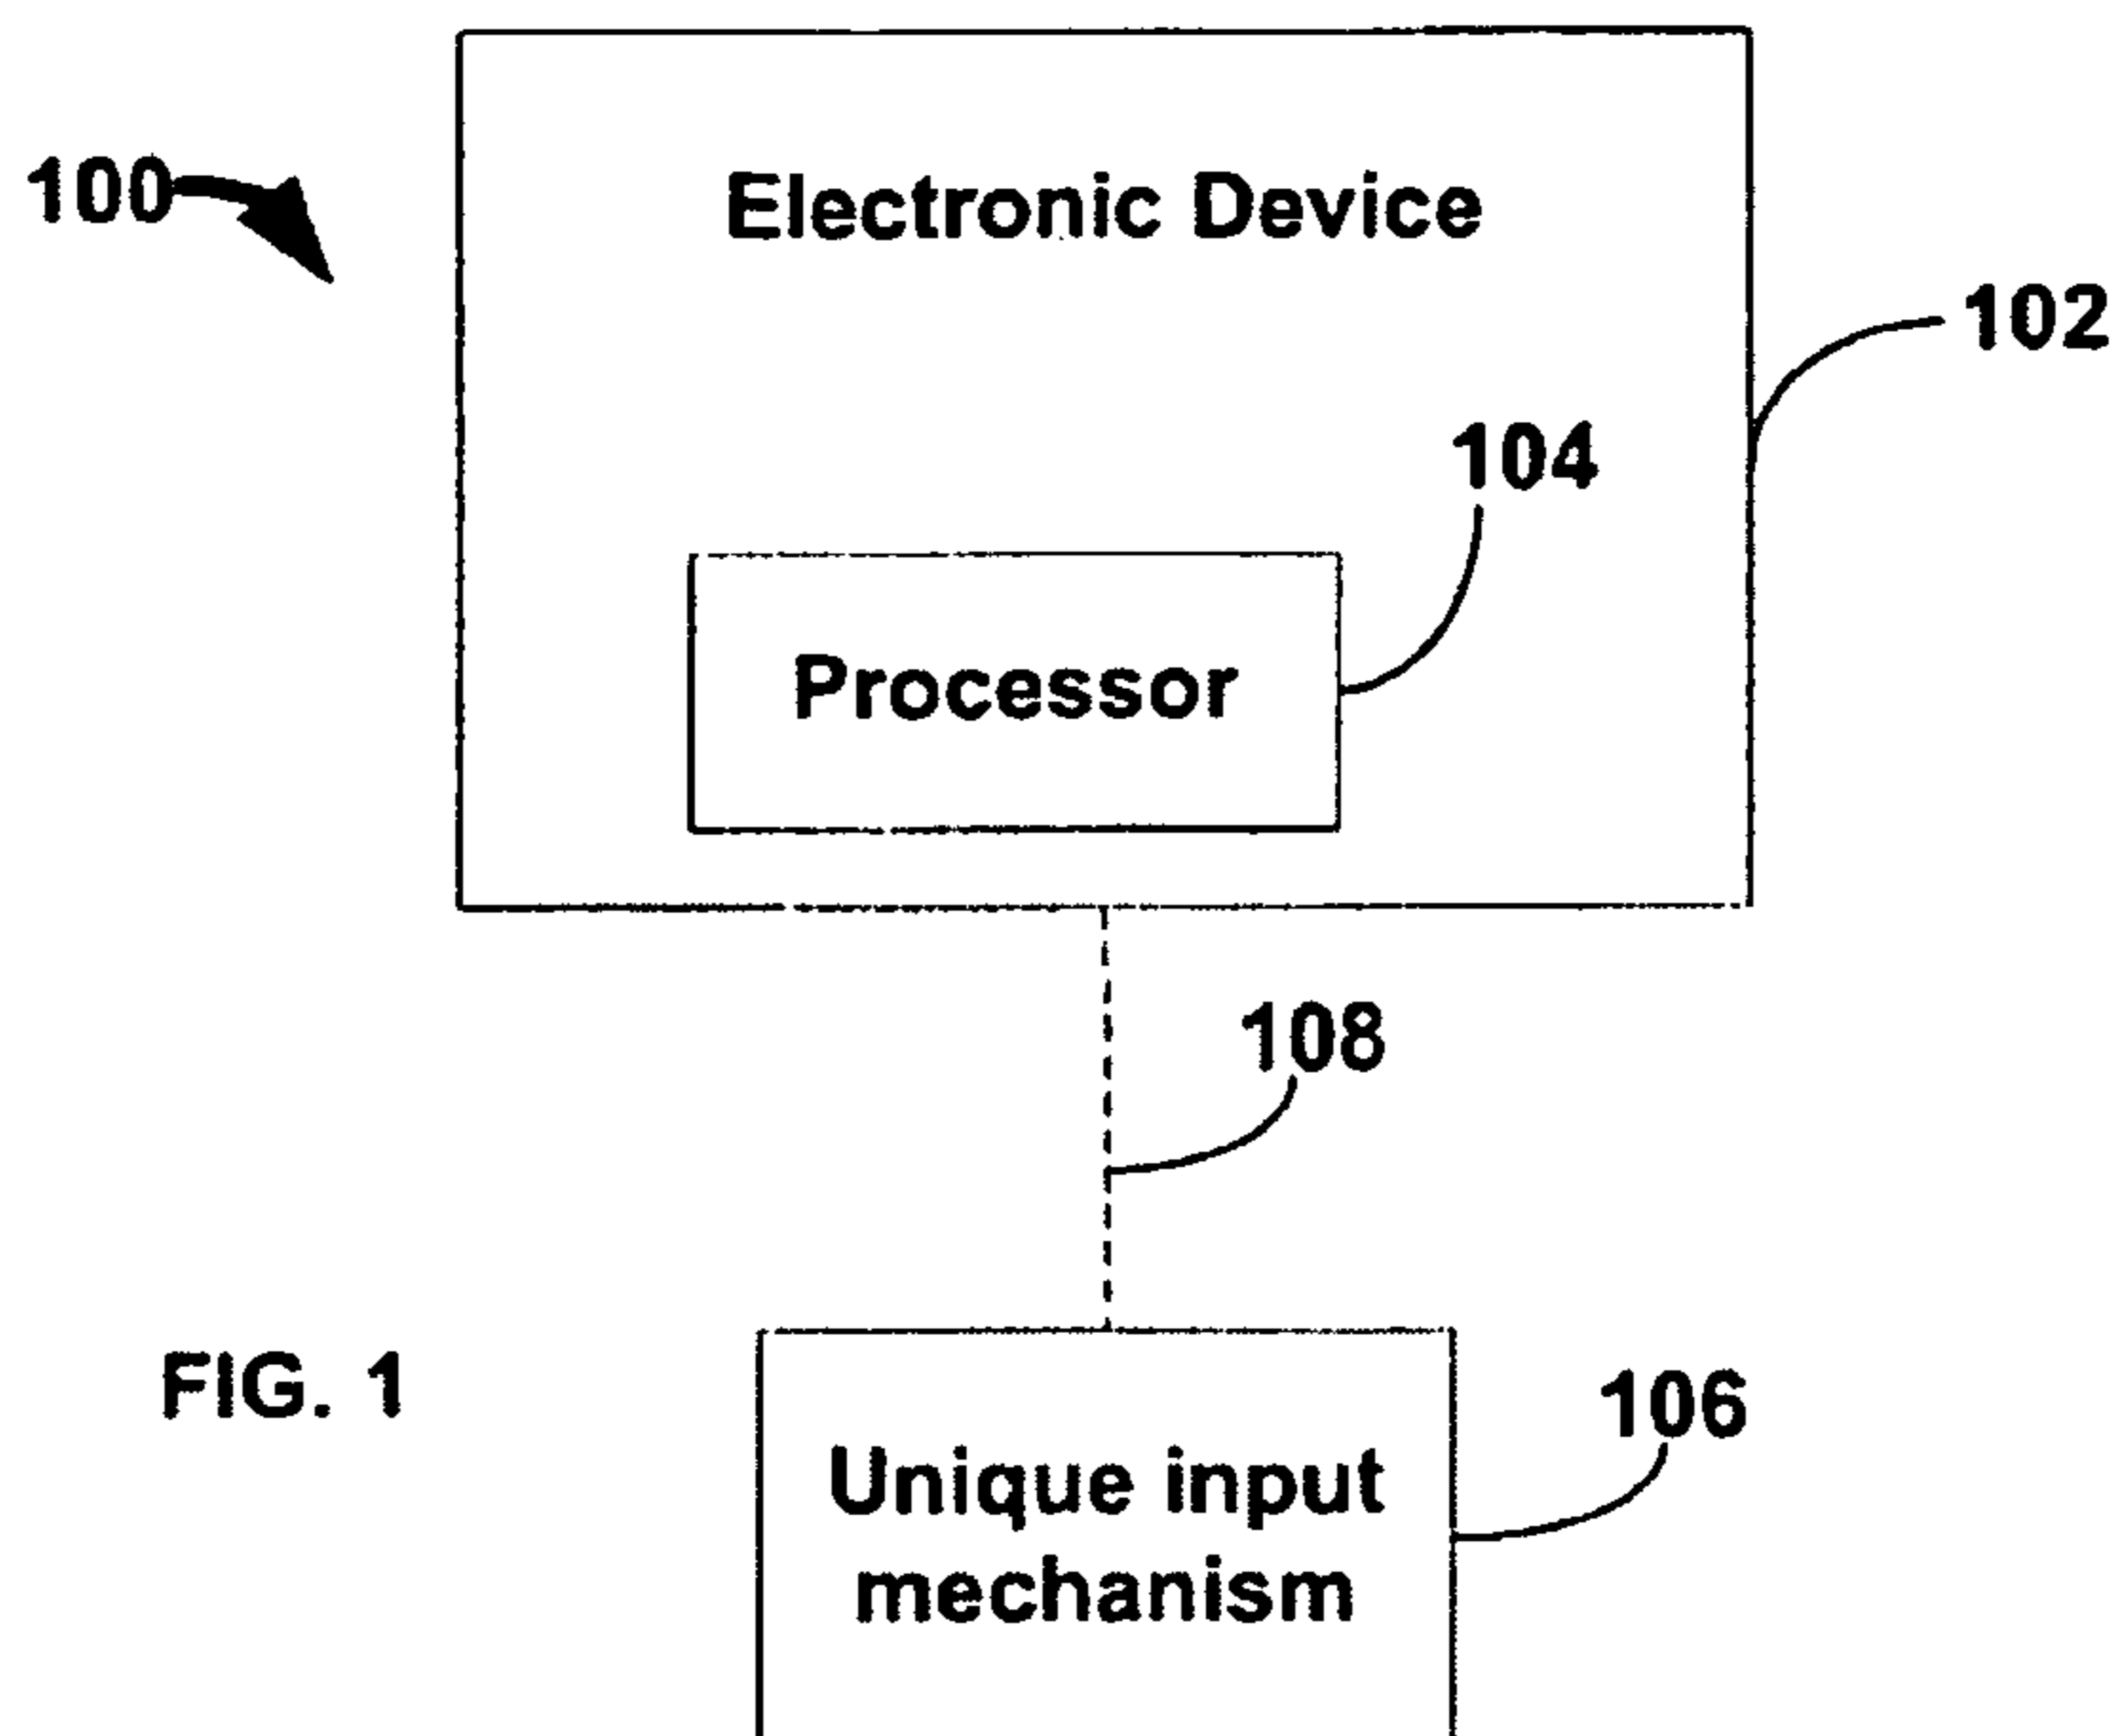 100
Electronic Device
102
104
Processor
108
FIG. 1
106
Unique input
mechanism